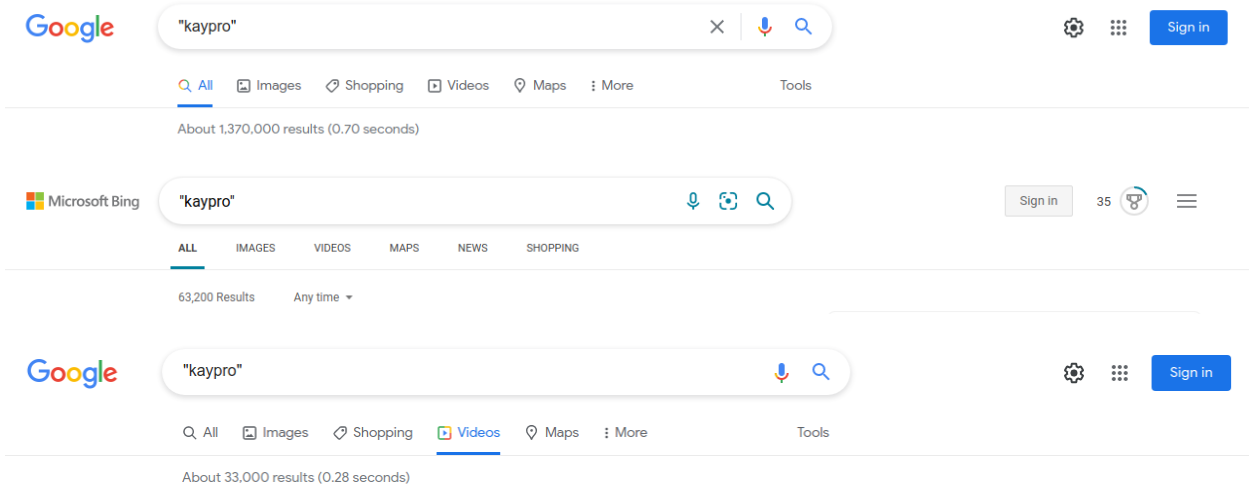 Google "kaypro" Sign in
All Images Shopping Videos Maps More Tools
About 1,370,000 results (0.70 seconds)
Microsoft Bing "kaypro" Sign in 35
ALL IMAGES VIDEOS MAPS NEWS SHOPPING
63,200 Results Any time
Google "kaypro" Sign in
All Images Shopping Videos Maps More Tools
About 33,000 results (0.28 seconds)